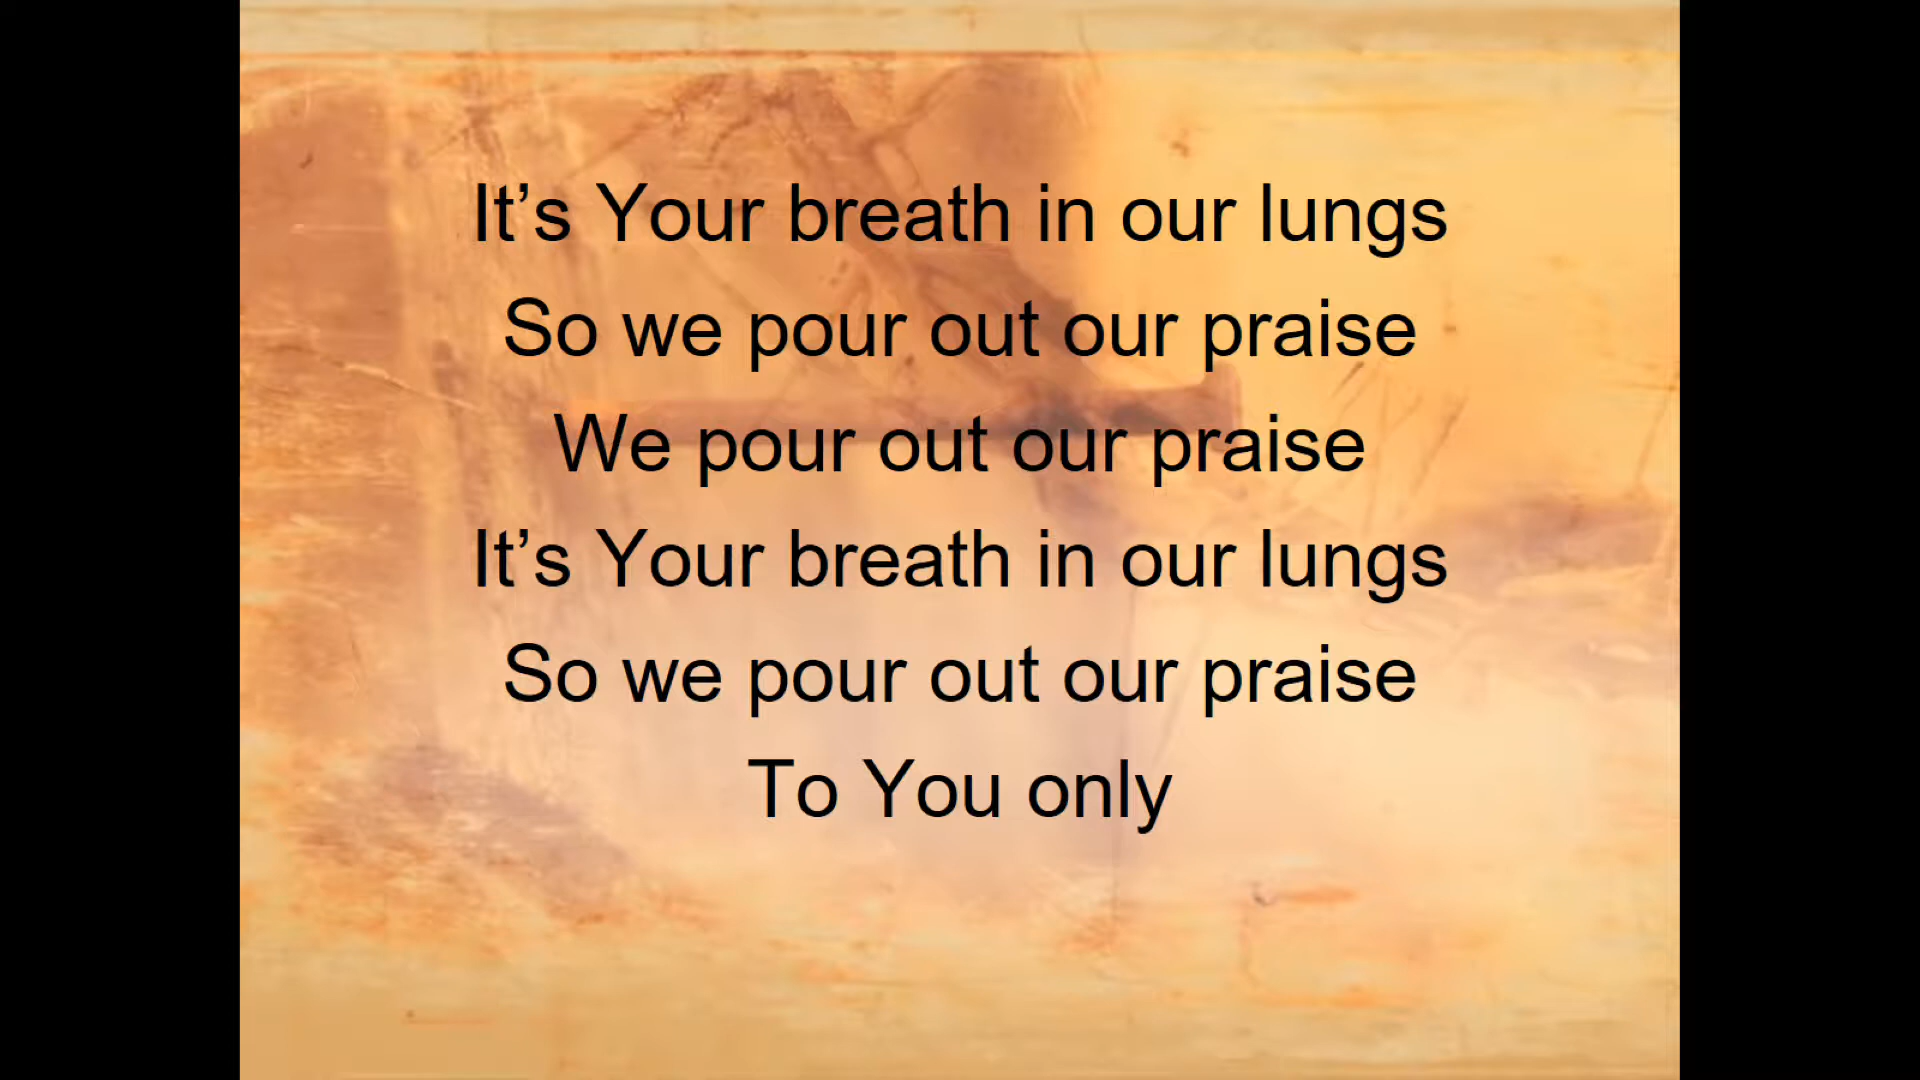 It’s Your breath in our lungs
So we pour out our praise
We pour out our praise
It’s Your breath in our lungs
So we pour out our praise
To You only